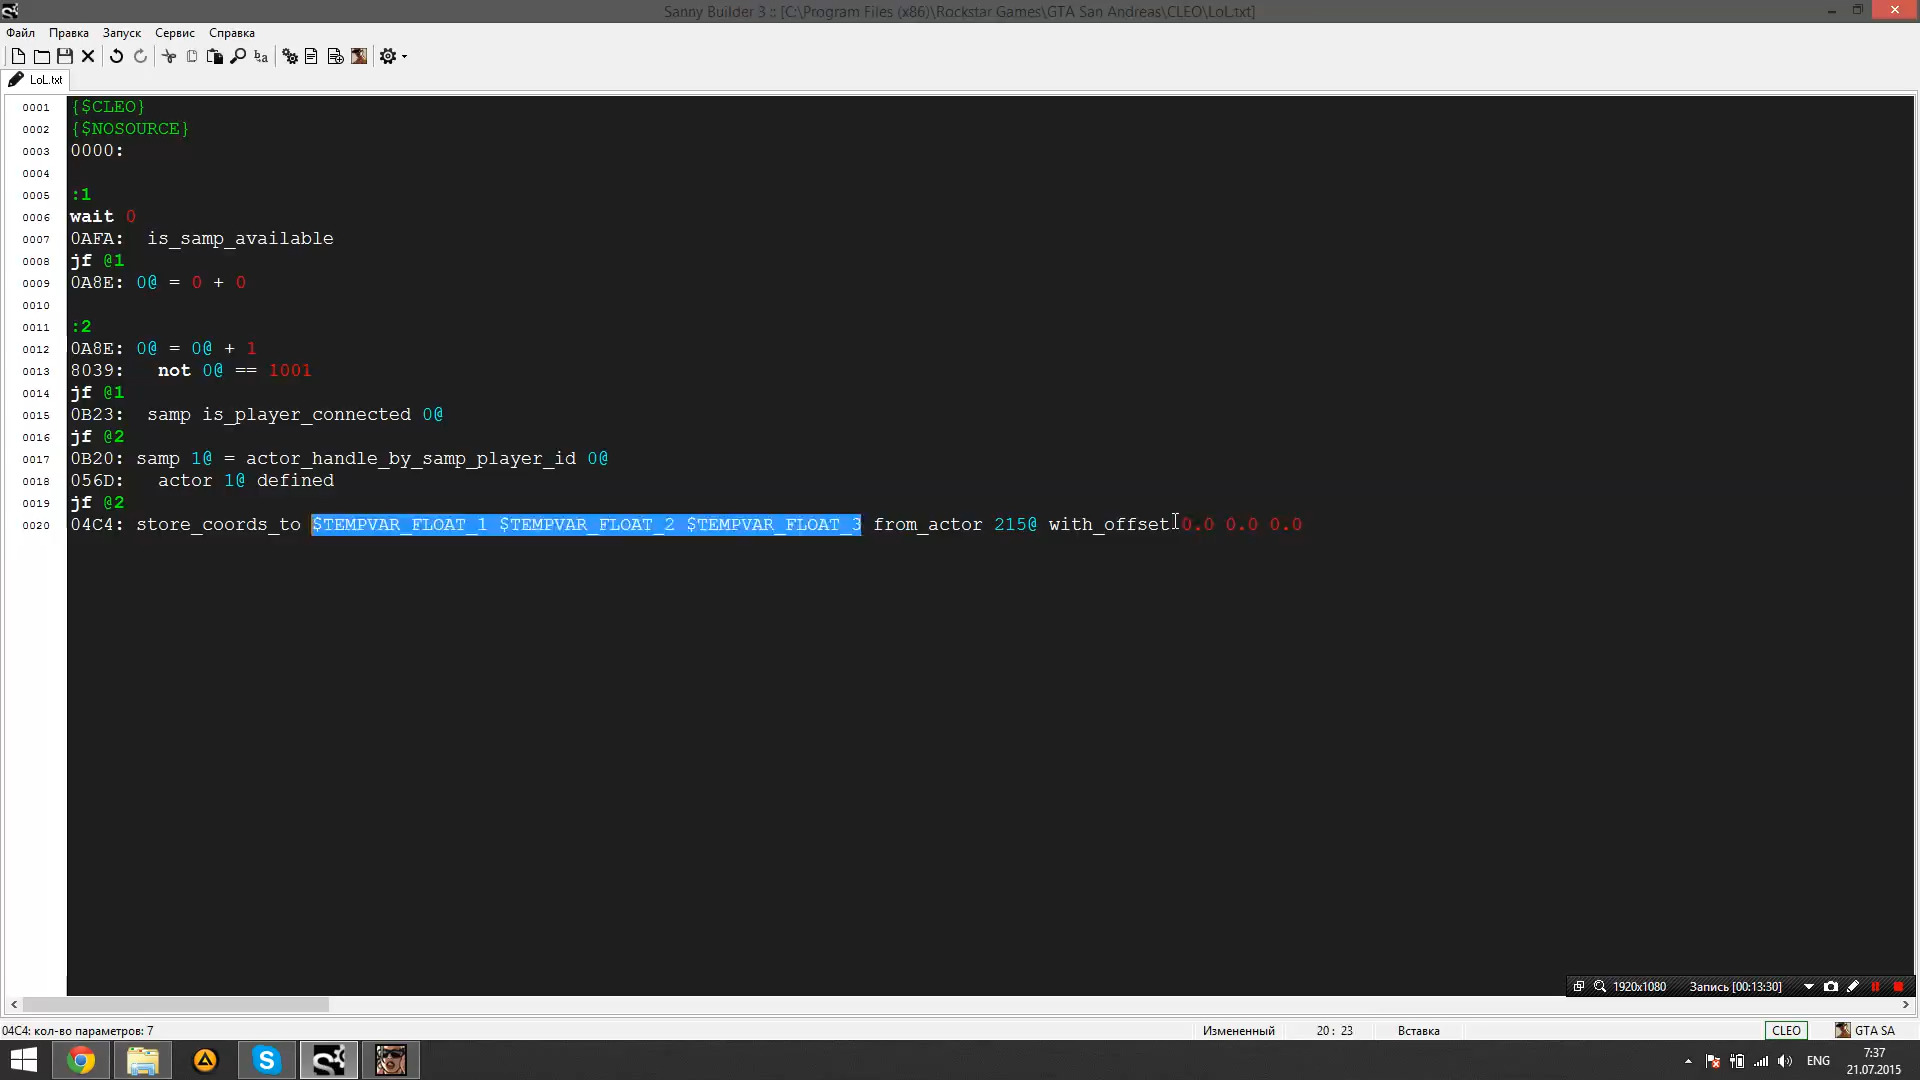 Sanny Builder 3 :: [C:\Program Files (x86)\Rockstar Games\GTA San Andreas\CLEO\LoL.txt]
Файл Правка Запуск Сервис Справка
LoL.txt
0001 {$CLEO}
0002 {$NOSOURCE}
0003 0000:
0004
0005 :1
0006 wait 0
0007 0AFA:  is_samp_available
0008 jf @1
0009 0A8E: 0@ = 0 + 0
0010
0011 :2
0012 0A8E: 0@ = 0@ + 1
0013 8039:   not 0@ == 1001
0014 jf @1
0015 0B23:  samp is_player_connected 0@
0016 jf @2
0017 0B20: samp 1@ = actor_handle_by_samp_player_id 0@
0018 056D:   actor 1@ defined
0019 jf @2
0020 04C4: store_coords_to $TEMPVAR_FLOAT_1 $TEMPVAR_FLOAT_2 $TEMPVAR_FLOAT_3 from_actor 215@ with_offset 0.0 0.0 0.0
1920x1080 Запись [00:13:30]
04C4: кол-во параметров: 7 Измененный 20: 23 Вставка CLEO GTA SA
ENG 7:37
21.07.2015